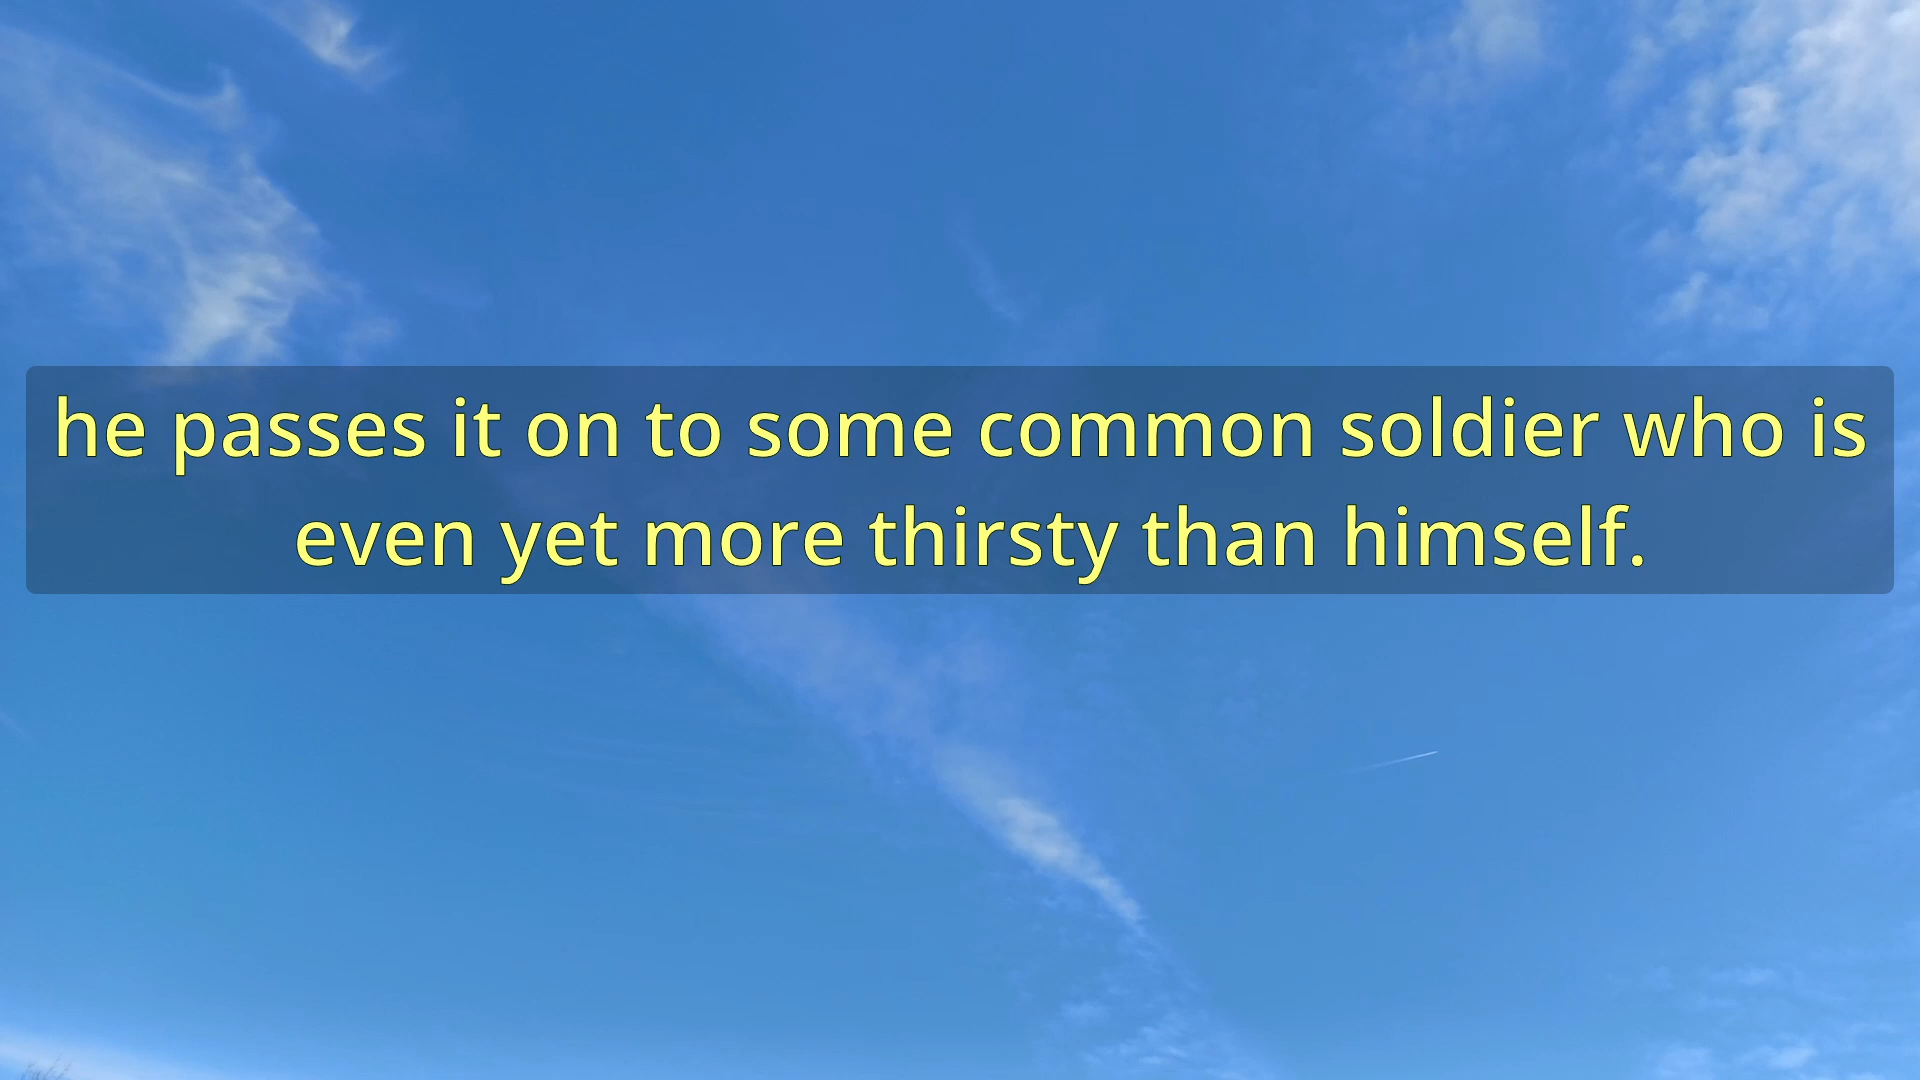 he passes it on to some common soldier who is
even yet more thirsty than himself.